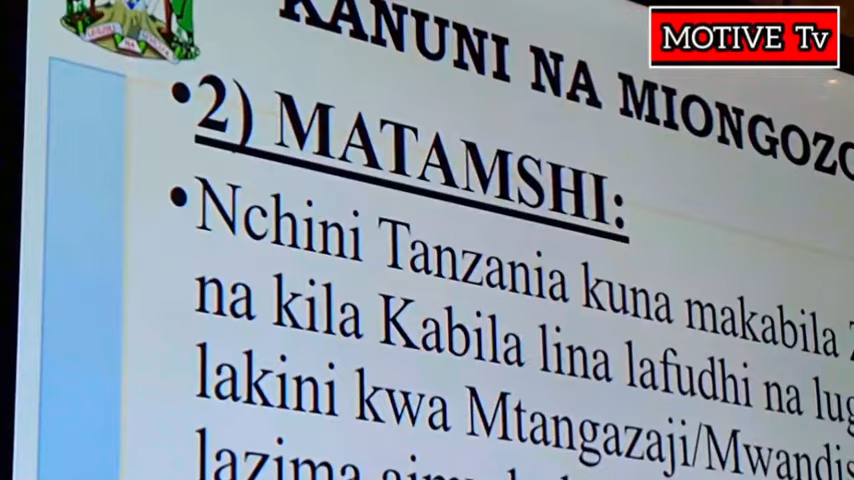 MOTIVE Tv
KANUNI NA MIONGOZO
• 2) MATAMSHI:
• Nchini Tanzania kuna makabila
na kila Kabila lina lafudhi na
lakini kwa Mtangazaji/
lazima